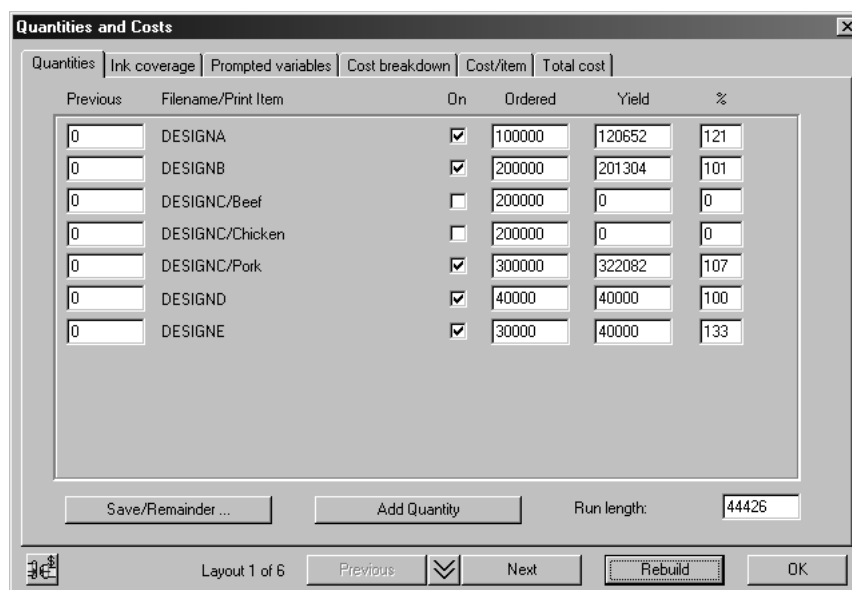 Quantities and Costs
Quantities Ink coverage Prompted variables Cost breakdown Cost/item Total cost
Previous Filename/Print Item On Ordered Yield %
0 DESIGNA 100000 120652 121
0 DESIGNB 200000 201304 101
0 DESIGNC/Beef 200000 0 0
0 DESIGNC/Chicken 200000 0 0
0 DESIGNC/Pork 300000 322082 107
0 DESIGND 40000 40000 100
0 DESIGNE 30000 40000 133
Save/Remainder ... Add Quantity Run length: 44426
Layout 1 of 6 Previous Next Rebuild OK